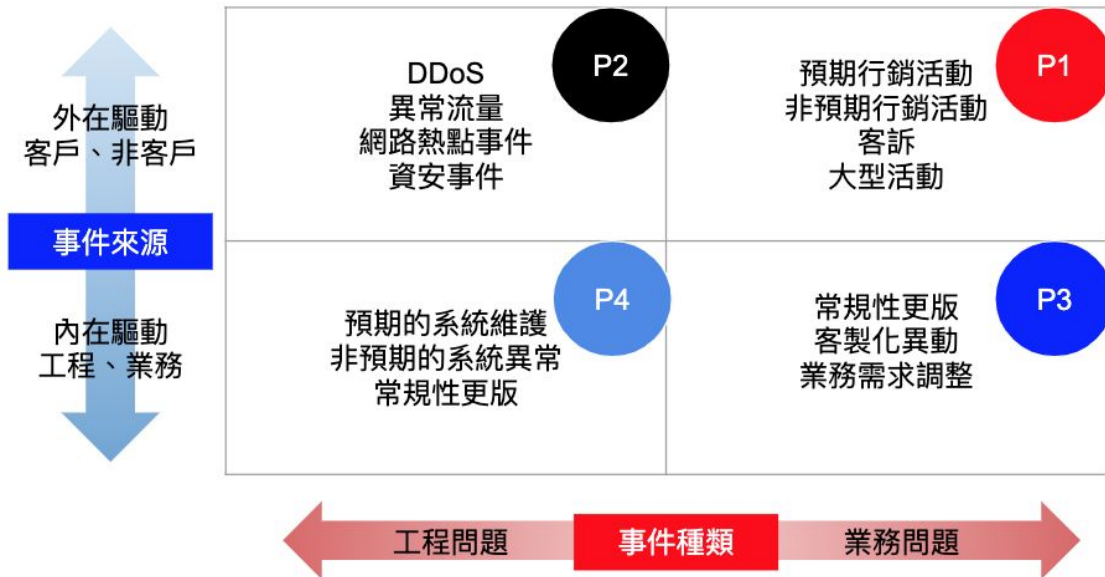 外在驅動
客戶、非客戶
事件來源
內在驅動
工程、業務
P2
DDoS
異常流量
網路熱點事件
資安事件
P1
預期行銷活動
非預期行銷活動
客訴
大型活動
P4
預期的系統維護
非預期的系統異常
常規性更版
P3
常規性更版
客製化異動
業務需求調整
工程問題
事件種類
業務問題